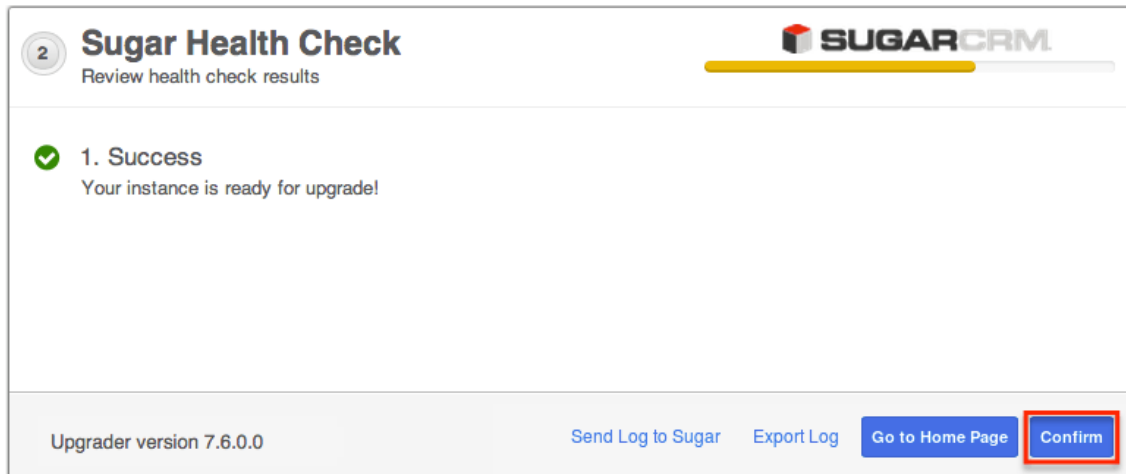 2
Sugar Health Check
Review health check results
SUGARCRM
1. Success
Your instance is ready for upgrade!
Upgrader version 7.6.0.0
Send Log to Sugar
Export Log
Go to Home Page
Confirm